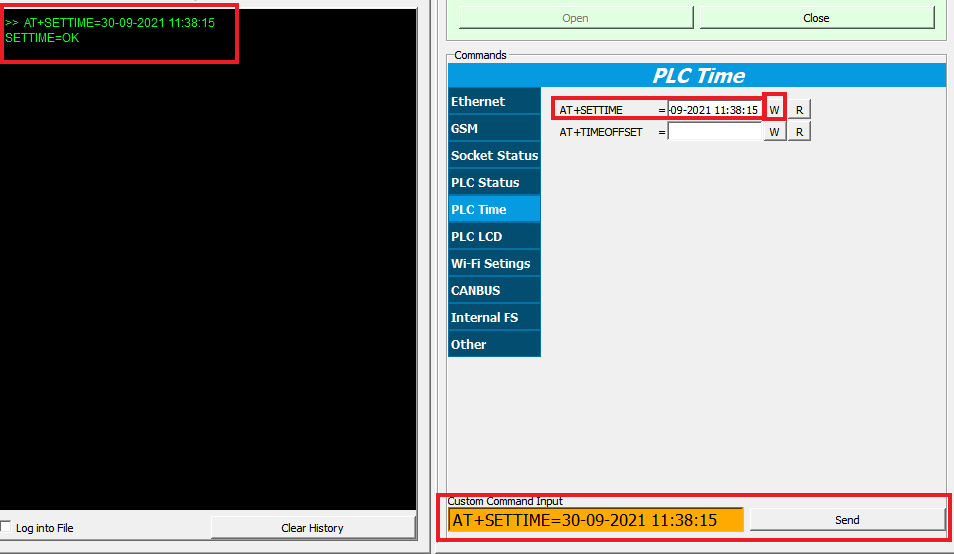 >> AT+SETTIME=30-09-2021 11:38:15
SETTIME=OK
Log into File
Clear History
Open
Close
Commands
PLC Time
Ethernet
GSM
Socket Status
PLC Status
PLC Time
PLC LCD
Wi-Fi Setings
CANBUS
Internal FS
Other
AT+SETTIME = -09-2021 11:38:15 W R
AT+TIMEOFFSET = W R
Custom Command Input
AT+SETTIME=30-09-2021 11:38:15
Send